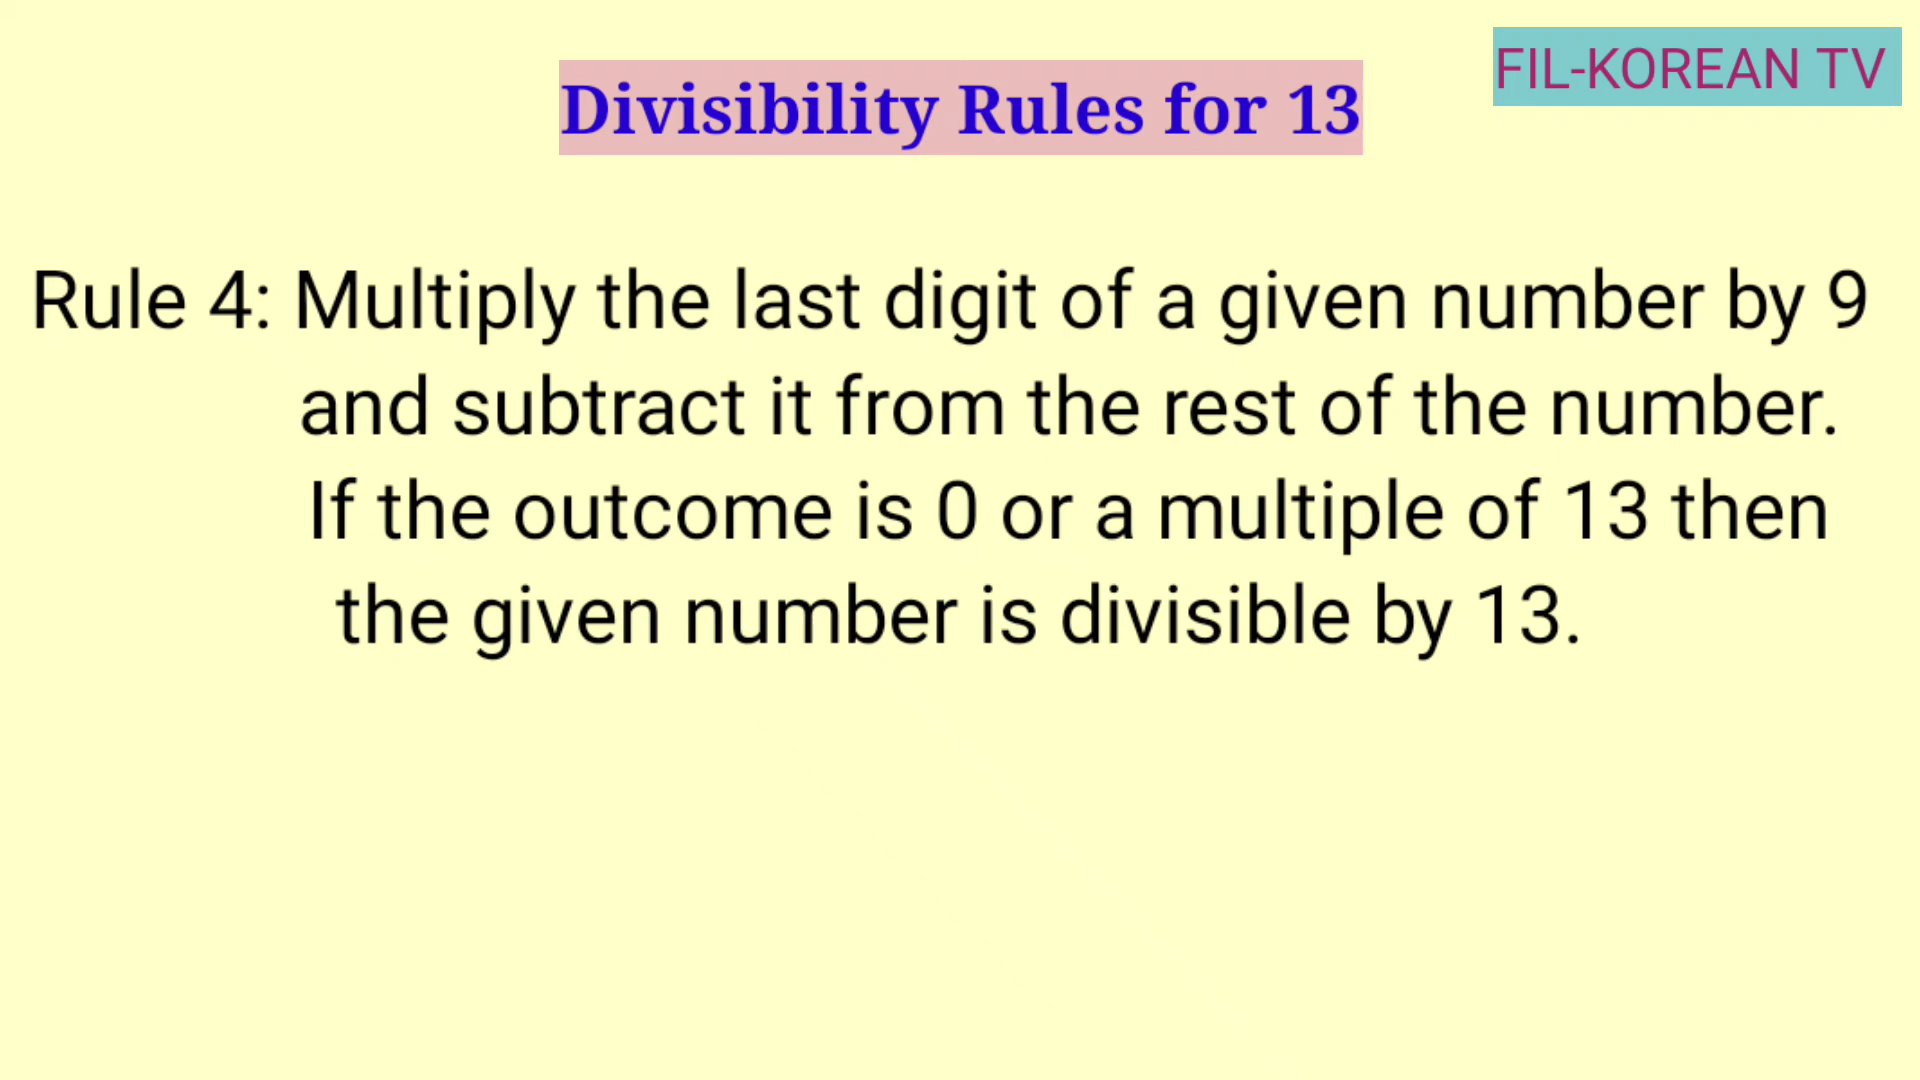 FIL-KOREAN TV
Divisibility Rules for 13
Rule 4: Multiply the last digit of a given number by 9
and subtract it from the rest of the number.
If the outcome is 0 or a multiple of 13 then
the given number is divisible by 13.